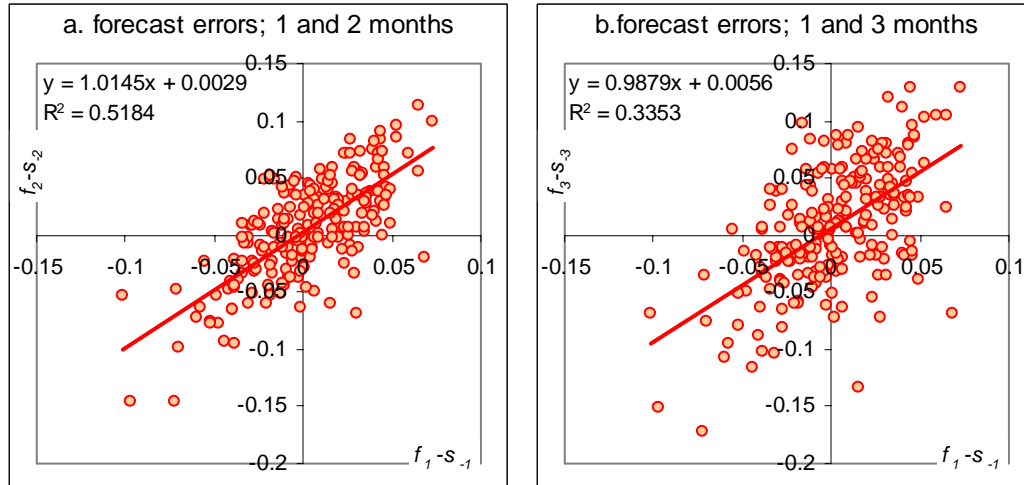 a. forecast errors; 1 and 2 months
0.15
y = 1.0145x + 0.0029
R² = 0.5184
0.1
f₂-s₋₂
0.05
0
-0.15
-0.1
-0.05
0
0.05
0.1
-0.05
-0.1
-0.15
-0.2
f₁-s₋₁
b.forecast errors; 1 and 3 months
0.15
y = 0.9879x + 0.0056
R² = 0.3353
0.1
f₃-s₋₃
0.05
0
-0.15
-0.1
-0.05
0
0.05
0.1
-0.05
-0.1
-0.15
-0.2
f₁-s₋₁